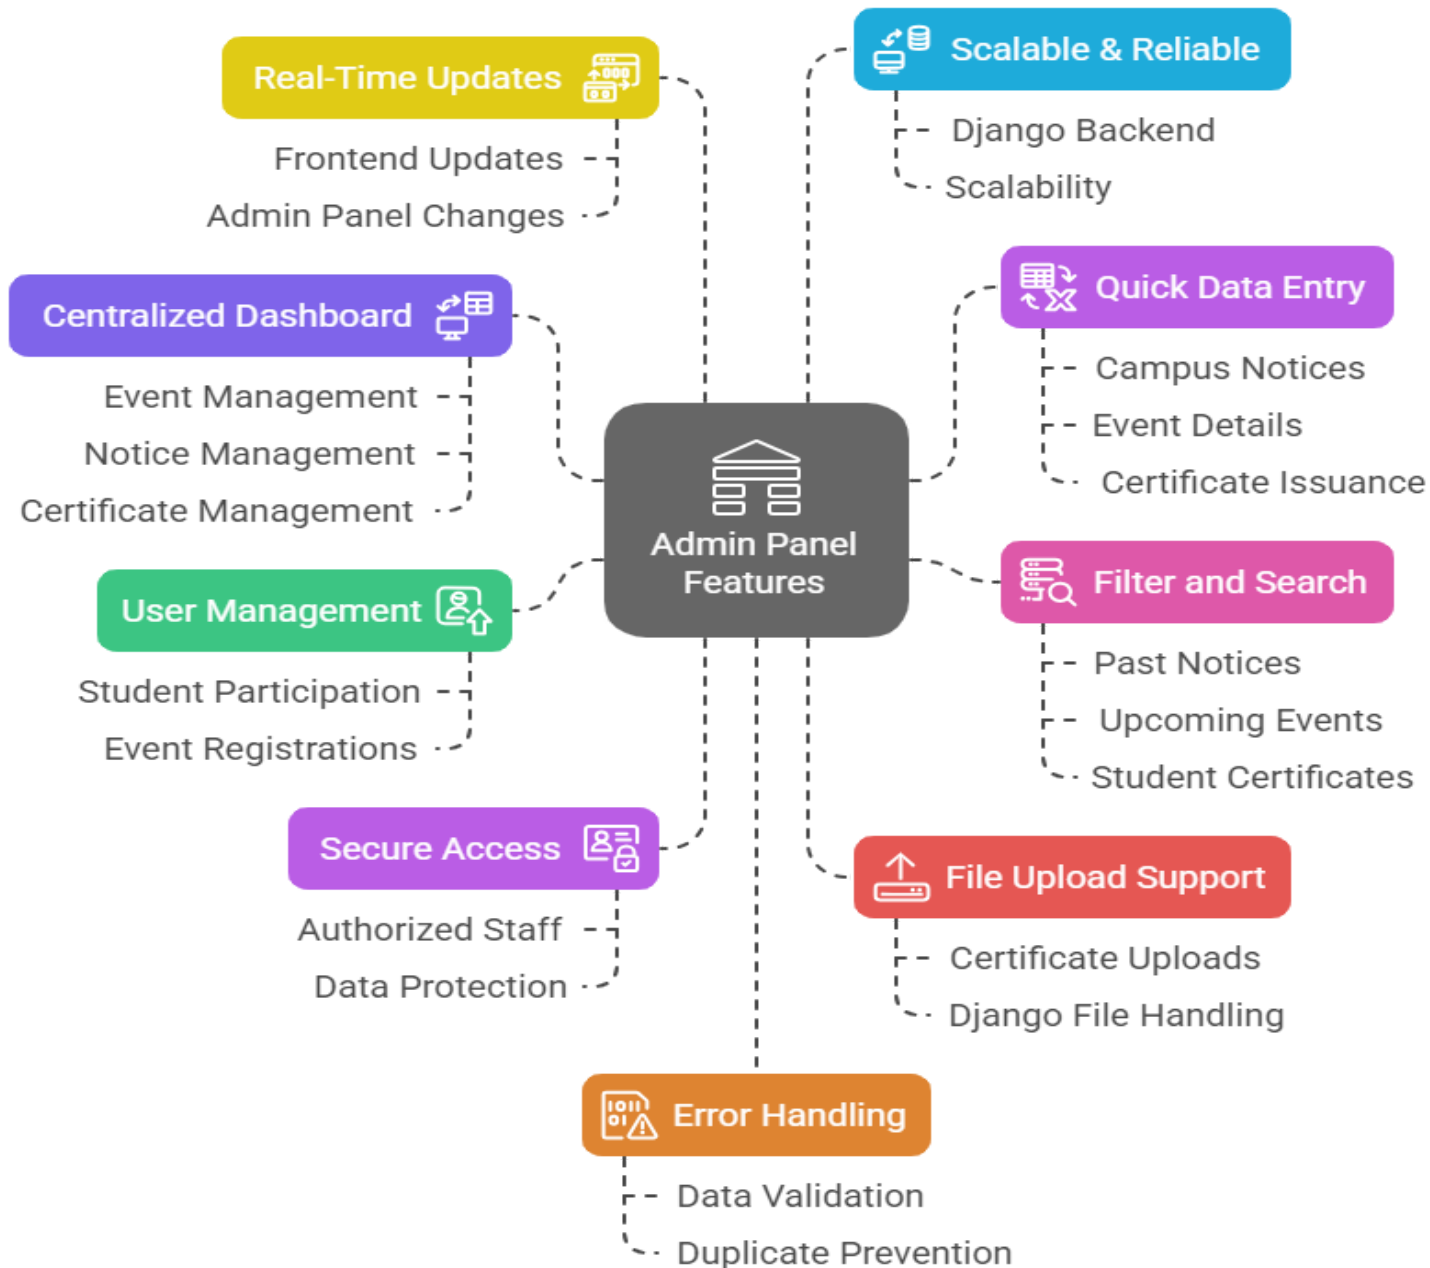 Real-Time Updates
Frontend Updates
Admin Panel Changes
Centralized Dashboard
Event Management
Notice Management
Certificate Management
User Management
Student Participation
Event Registrations
Secure Access
Authorized Staff
Data Protection
Admin Panel
Features
Scalable & Reliable
Django Backend
Scalability
Quick Data Entry
Campus Notices
Event Details
Certificate Issuance
Filter and Search
Past Notices
Upcoming Events
Student Certificates
File Upload Support
Certificate Uploads
Django File Handling
Error Handling
Data Validation
Duplicate Prevention